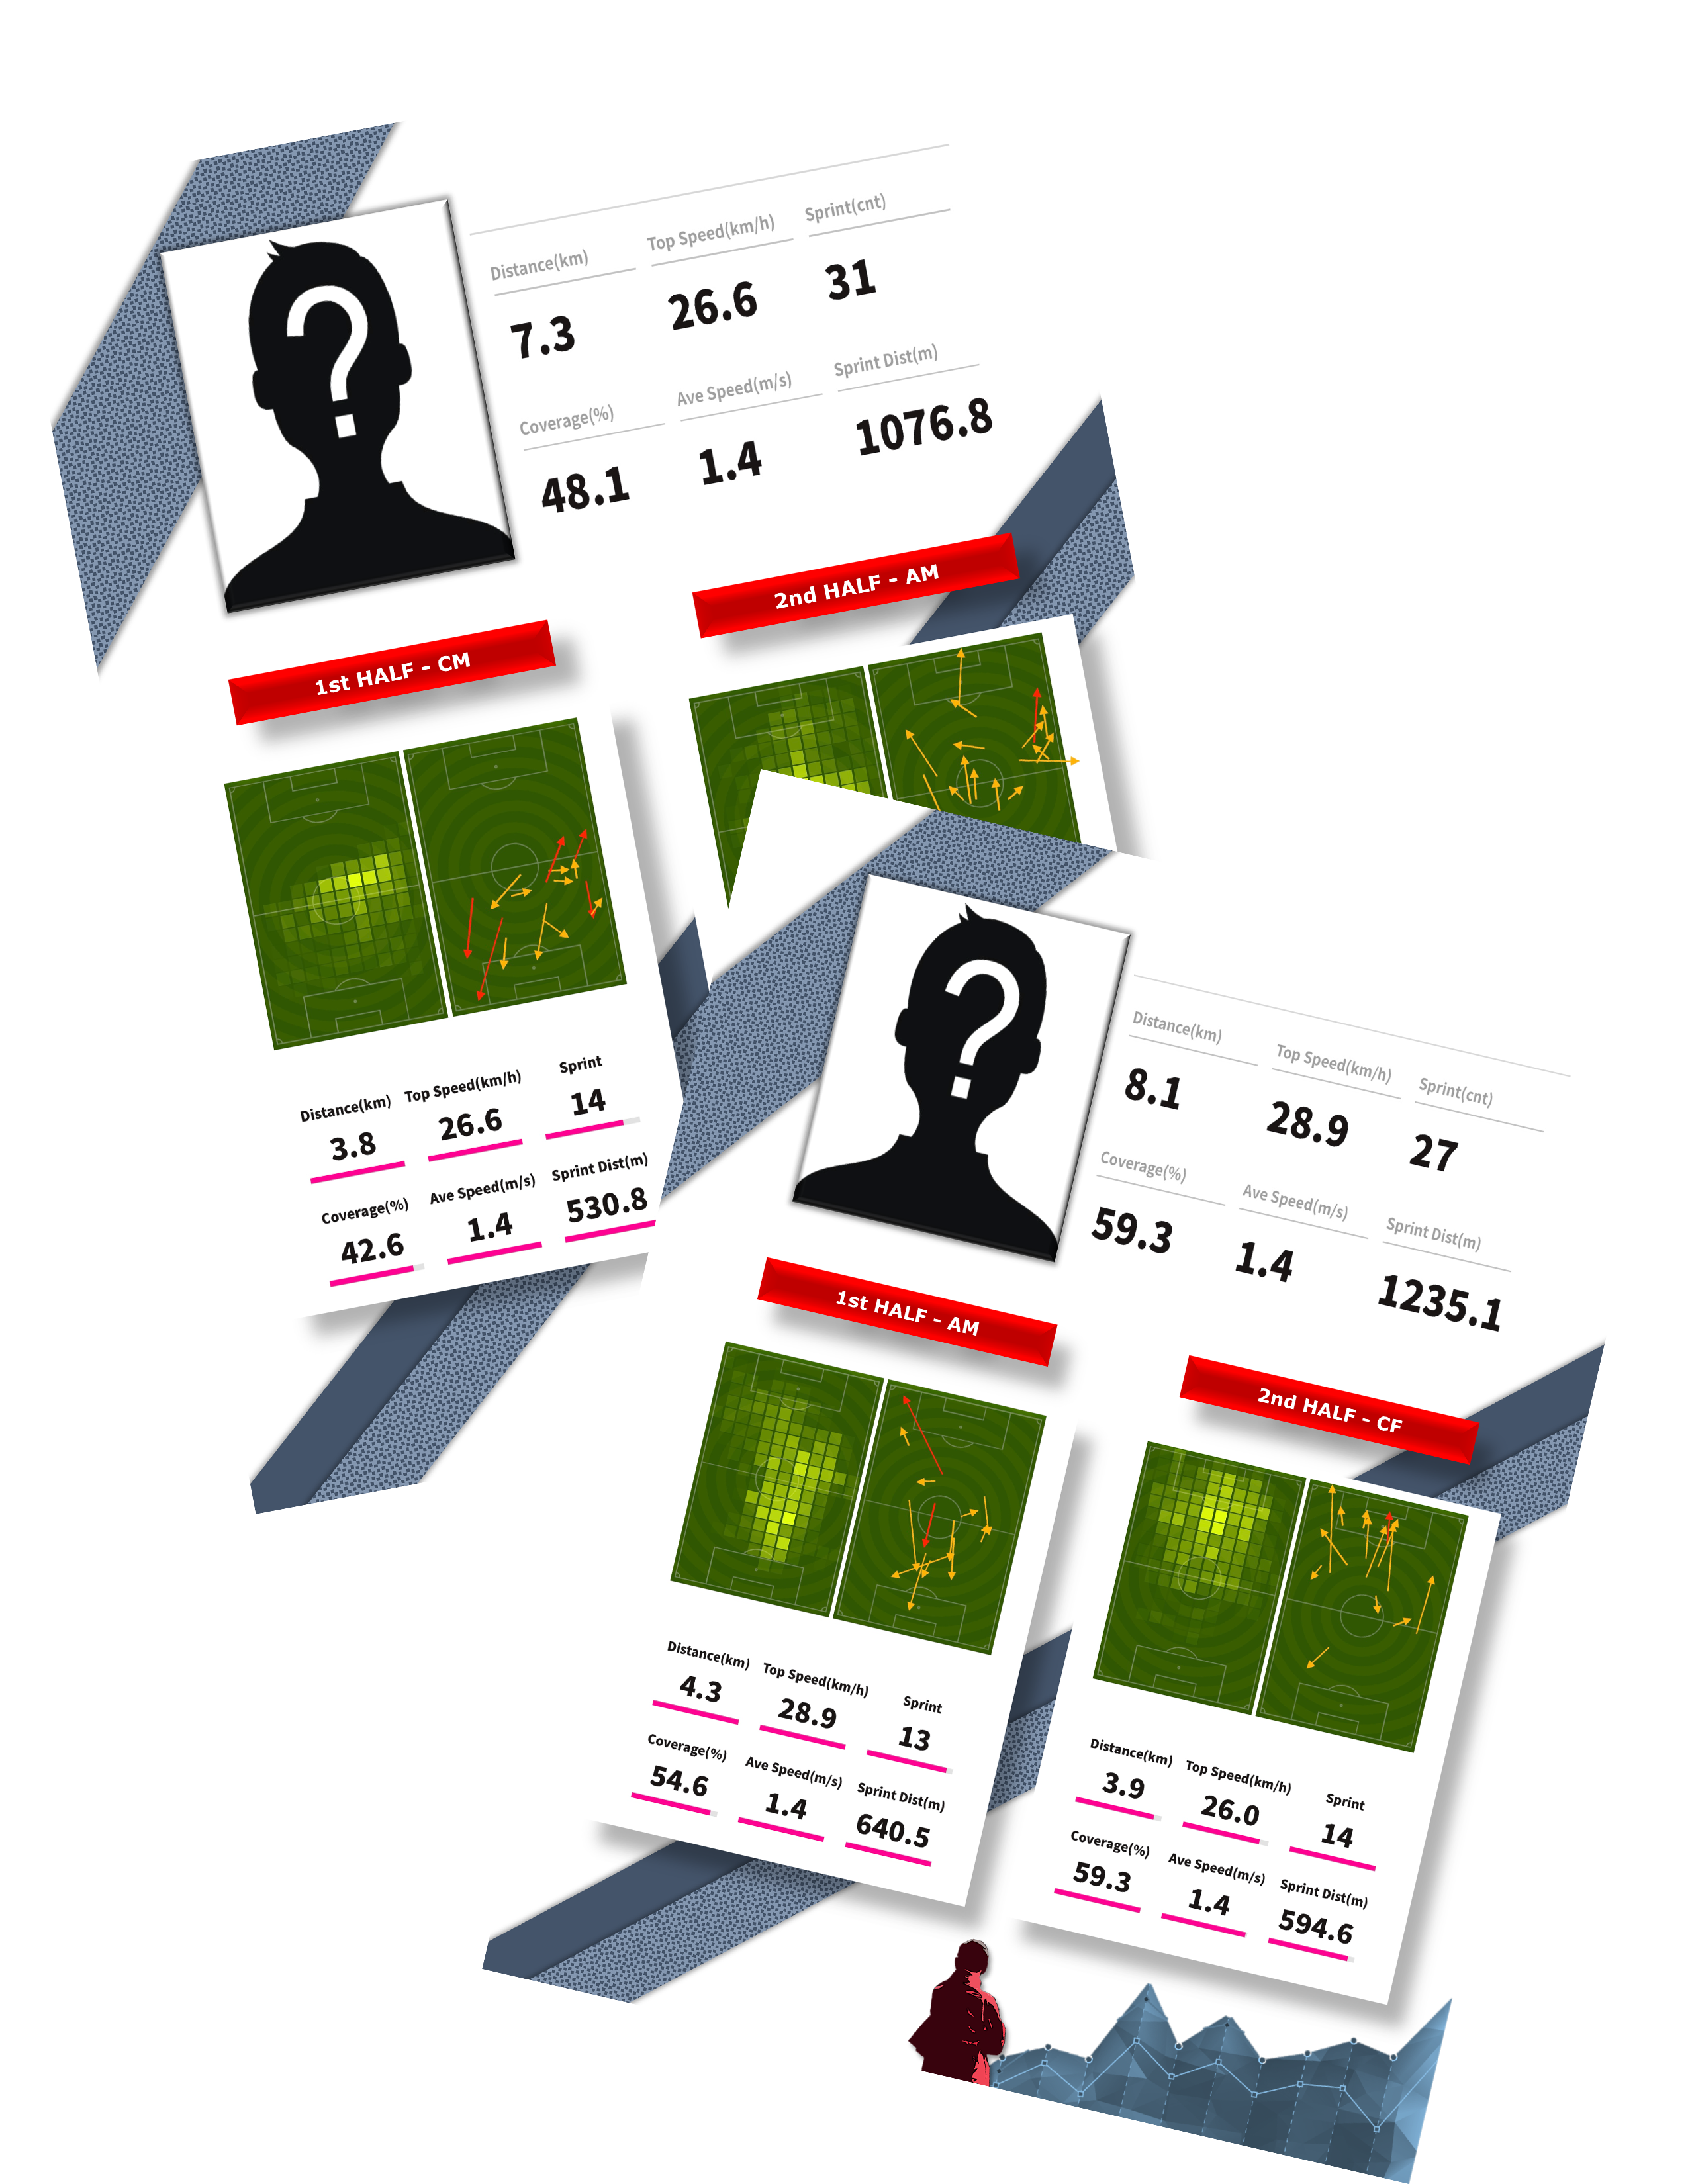 ?
Distance(km) Top Speed(km/h) Sprint(cnt)
7.3 26.6 31
Coverage(%) Ave Speed(m/s) Sprint Dist(m)
48.1 1.4 1076.8
1st HALF - CM
2nd HALF - AM
Distance(km) Top Speed(km/h) Sprint
3.8 26.6 14
Coverage(%) Ave Speed(m/s) Sprint Dist(m)
42.6 1.4 530.8
?
Distance(km) Top Speed(km/h) Sprint(cnt)
8.1 28.9 27
Coverage(%) Ave Speed(m/s) Sprint Dist(m)
59.3 1.4 1235.1
1st HALF - AM
2nd HALF - CF
Distance(km) Top Speed(km/h) Sprint
4.3 28.9 13
Coverage(%) Ave Speed(m/s) Sprint Dist(m)
54.6 1.4 640.5
Distance(km) Top Speed(km/h) Sprint
3.9 26.0 14
Coverage(%) Ave Speed(m/s) Sprint Dist(m)
59.3 1.4 594.6